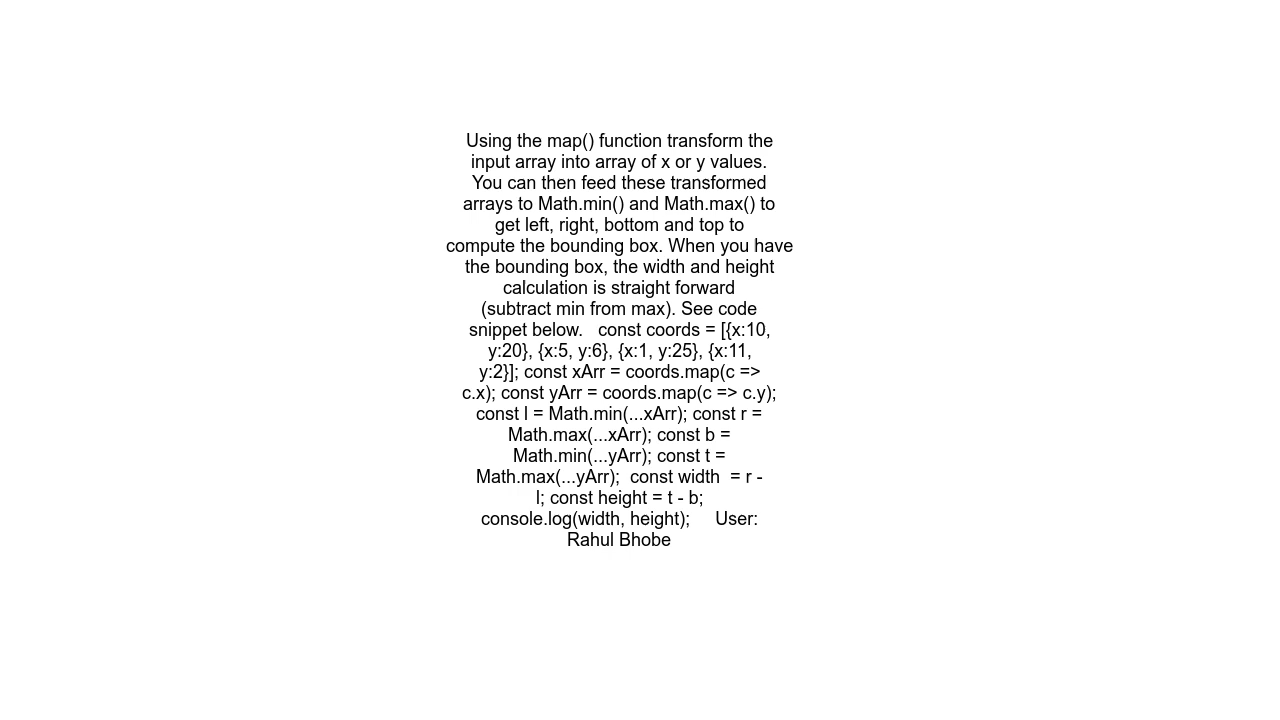 Using the map() function transform the
input array into array of x or y values.
You can then feed these transformed
arrays to Math.min() and Math.max() to
get left, right, bottom and top to
compute the bounding box. When you have
the bounding box, the width and height
calculation is straight forward
(subtract min from max). See code
snippet below.   const coords = [{x:10,
y:20}, {x:5, y:6}, {x:1, y:25}, {x:11,
y:2}]; const xArr = coords.map(c =>
c.x); const yArr = coords.map(c => c.y);
const l = Math.min(...xArr); const r =
Math.max(...xArr); const b =
Math.min(...yArr); const t =
Math.max(...yArr);  const width  = r -
l; const height = t - b;
console.log(width, height);     User:
Rahul Bhobe